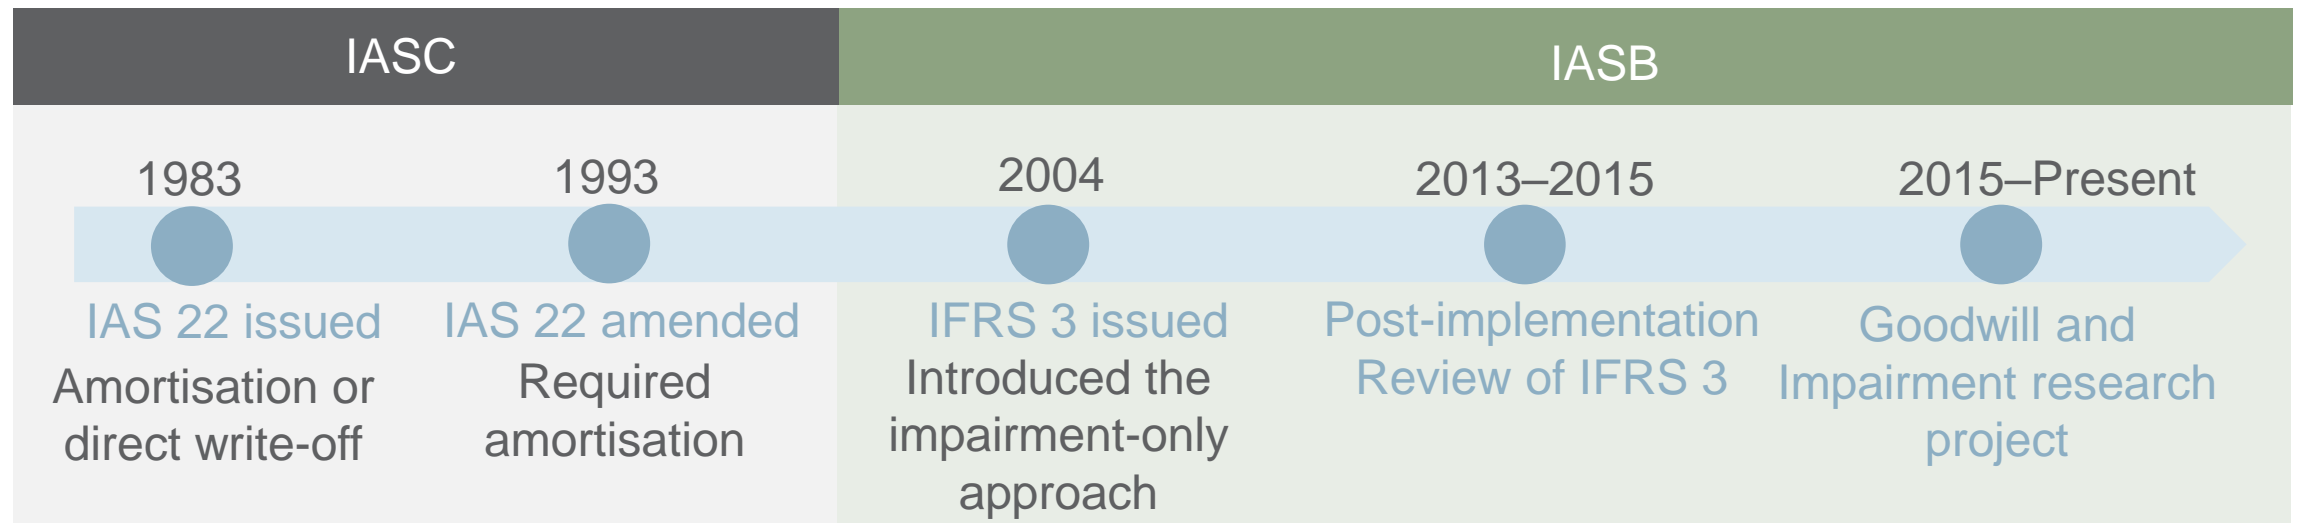 IASC
IASB
1983
IAS 22 issued
Amortisation or
direct write-off
1993
IAS 22 amended
Required
amortisation
2004
IFRS 3 issued
Introduced the
impairment-only
approach
2013–2015
Post-implementation
Review of IFRS 3
2015–Present
Goodwill and
Impairment research
project